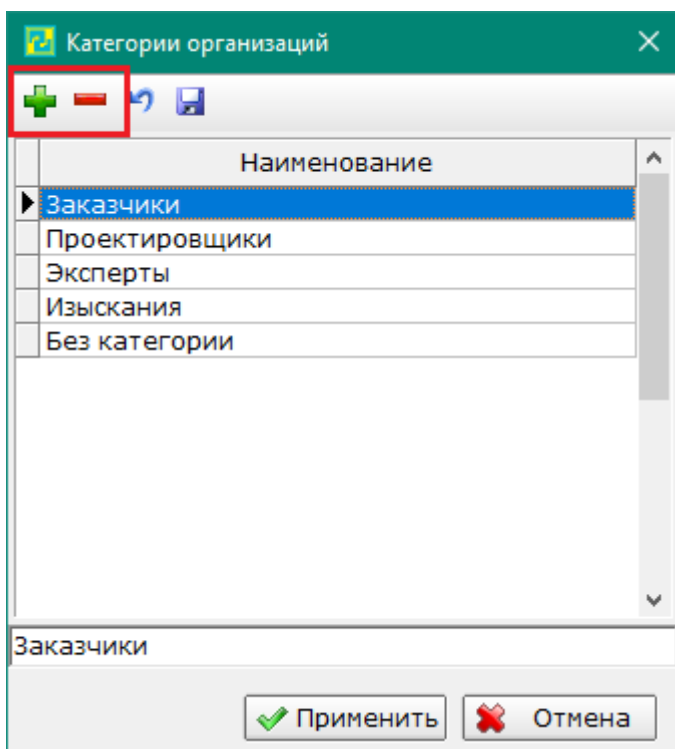 Категории организаций
Наименование
Заказчики
Проектировщики
Эксперты
Изыскания
Без категории
Заказчики
Применить Отмена